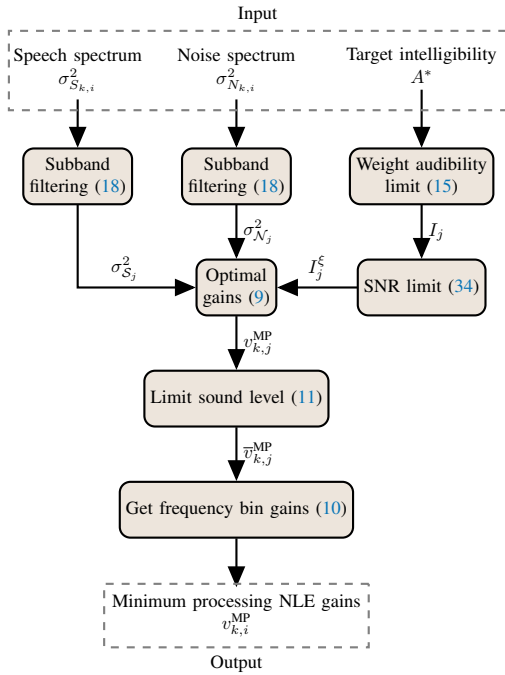 Input
Speech spectrum
σ²_{S_{k,i}}
Noise spectrum
σ²_{N_{k,i}}
Target intelligibility
A*
Subband
filtering (18)
Subband
filtering (18)
Weight audibility
limit (15)
σ²_{𝒩_j}
I_j
σ²_{𝒮_j}
Optimal
gains (9)
I_j^ξ
SNR limit (34)
v_{k,j}^{MP}
Limit sound level (11)
v̅_{k,j}^{MP}
Get frequency bin gains (10)
Minimum processing NLE gains
v_{k,i}^{MP}
Output